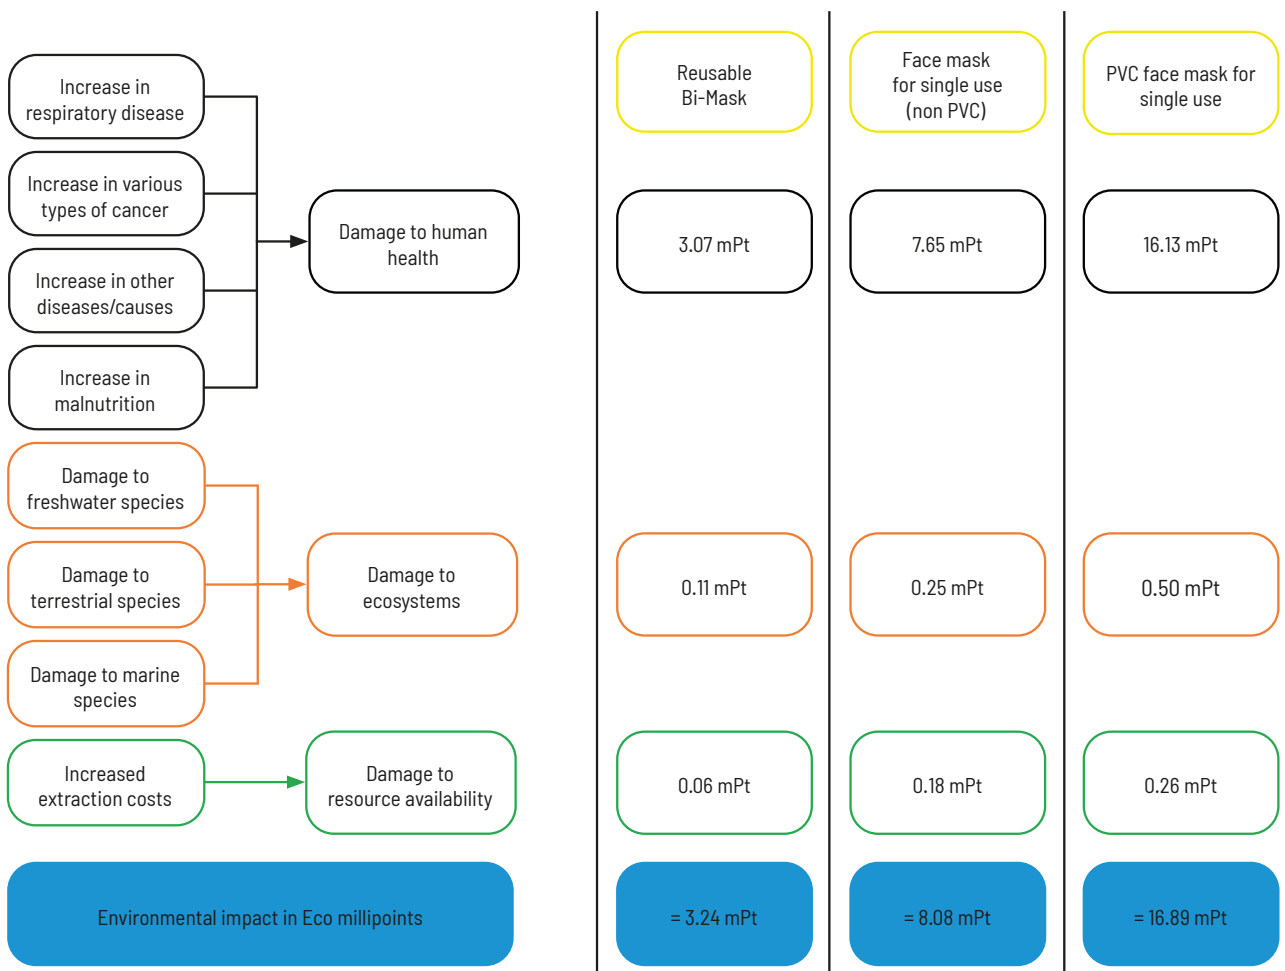 Increase in
respiratory disease
Increase in various
types of cancer
Increase in other
diseases/causes
Increase in
malnutrition
Damage to human
health
Damage to
freshwater species
Damage to
terrestrial species
Damage to marine
species
Damage to
ecosystems
Increased
extraction costs
Damage to
resource availability
Environmental impact in Eco millipoints
Reusable
Bi-Mask
3.07 mPt
0.11 mPt
0.06 mPt
= 3.24 mPt
Face mask
for single use
(non PVC)
7.65 mPt
0.25 mPt
0.18 mPt
= 8.08 mPt
PVC face mask for
single use
16.13 mPt
0.50 mPt
0.26 mPt
= 16.89 mPt